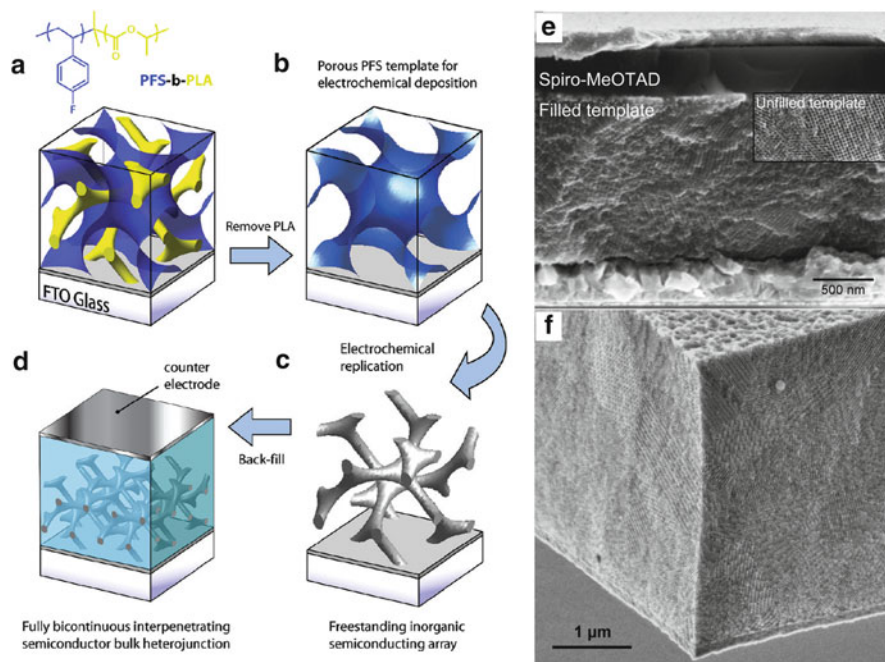 a
O
O
F
PFS-b-PLA
FTO Glass
Remove PLA
b
Porous PFS template for
electrochemical deposition
Electrochemical
replication
c
Freestanding inorganic
semiconducting array
Back-fill
d
counter
electrode
Fully bicontinuous interpenetrating
semiconductor bulk heterojunction
e
Spiro-MeOTAD
Filled template
Unfilled template
500 nm
f
1 µm